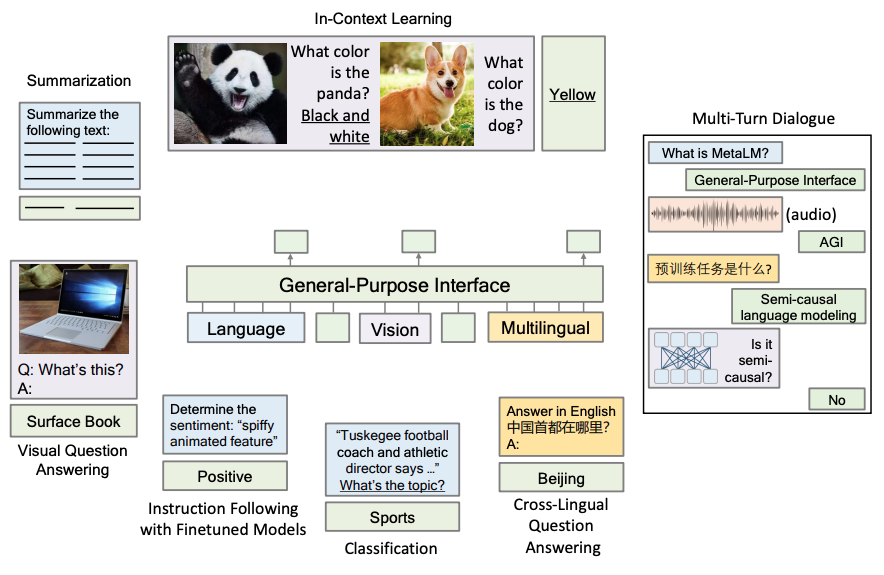 In-Context Learning
What color
is the
panda?
Black and
white
What
color
is the
dog?
Yellow
Summarization
Summarize the
following text:
Multi-Turn Dialogue
What is MetaLM?
General-Purpose Interface
(audio)
AGI
预训练任务是什么?
Semi-causal
language modeling
Is it
semi-
causal?
No
General-Purpose Interface
Language
Vision
Multilingual
Q: What's this?
A:
Surface Book
Visual Question
Answering
Determine the
sentiment: “spiffy
animated feature”
Positive
Instruction Following
with Finetuned Models
“Tuskegee football
coach and athletic
director says ...”
What's the topic?
Sports
Classification
Answer in English
中国首都在哪里?
A:
Beijing
Cross-Lingual
Question
Answering